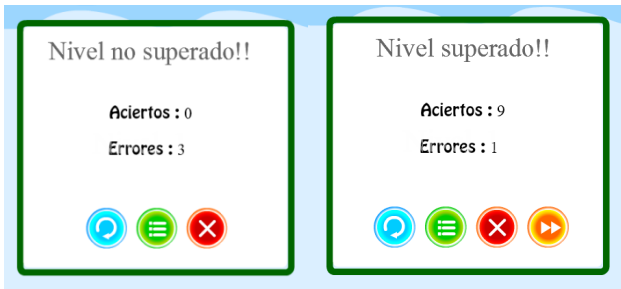 Nivel no superado!!
Aciertos : 0
Errores : 3
Nivel superado!!
Aciertos : 9
Errores : 1